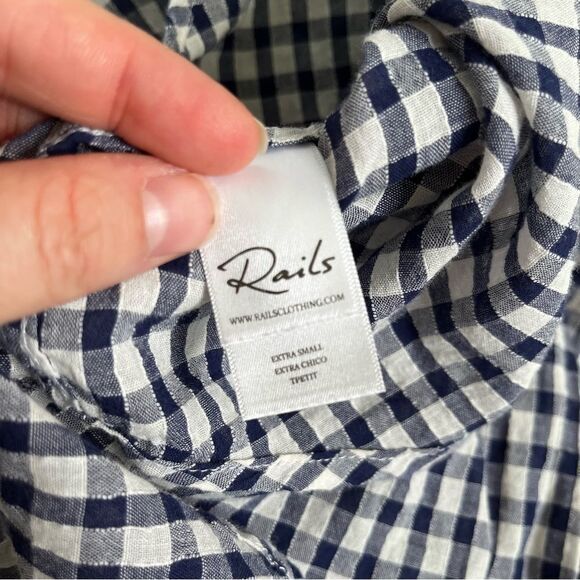 Rails
WWW.RAILSCLOTHING.COM
EXTRA SMALL
EXTRA CHICO
TPETIT